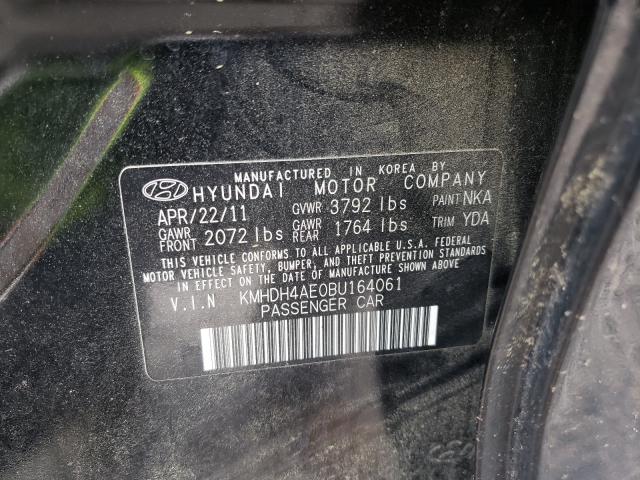 MANUFACTURED IN KOREA BY
HYUNDAI MOTOR COMPANY
APR/22/11 GVWR 3792 lbs PAINT NKA
GAWR FRONT 2072 lbs GAWR REAR 1764 lbs TRIM YDA
THIS VEHICLE CONFORMS TO ALL APPLICABLE U.S.A. FEDERAL
MOTOR VEHICLE SAFETY, BUMPER, AND THEFT PREVENTION STANDARDS
IN EFFECT ON THE DATE OF MANUFACTURE SHOWN ABOVE.
V.I.N KMHDH4AE0BU164061
PASSENGER CAR